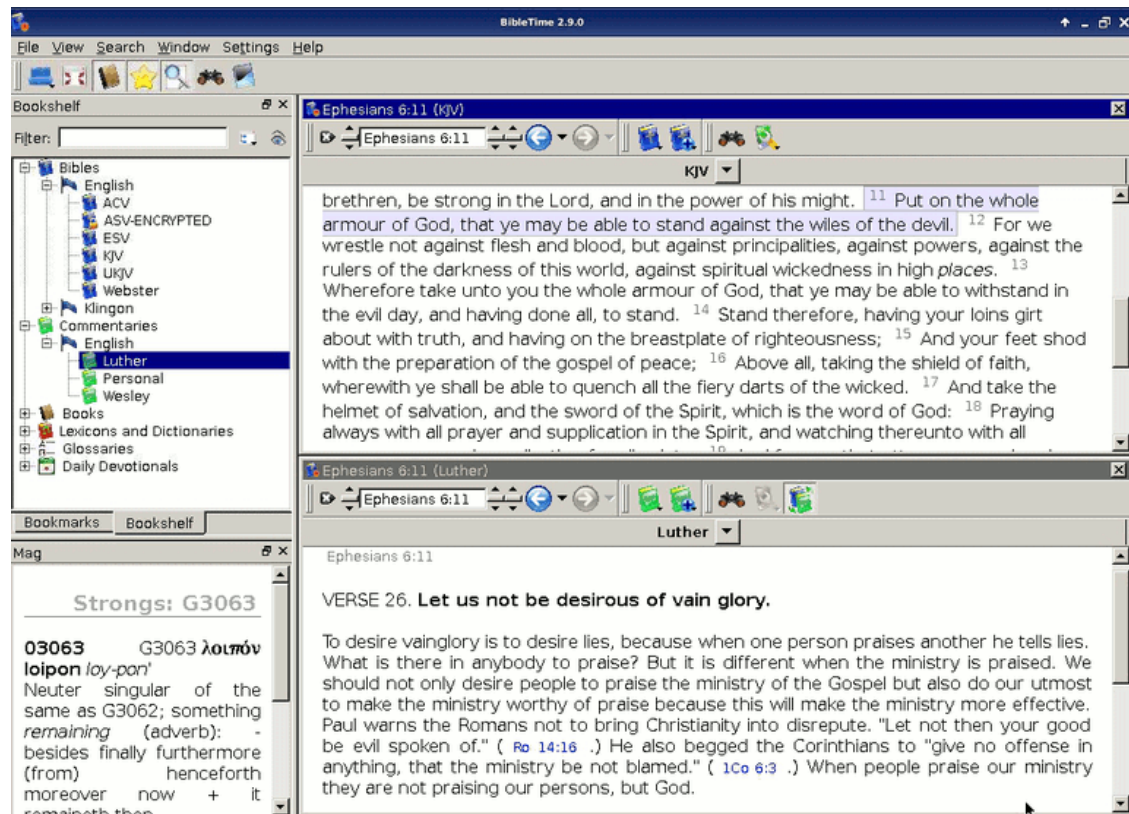 BibleTime 2.9.0
File View Search Window Settings Help
Bookshelf
Filter:
Bibles
English
ACV
ASV-ENCRYPTED
ESV
KJV
UKJV
Webster
Klingon
Commentaries
English
Luther
Personal
Wesley
Books
Lexicons and Dictionaries
Glossaries
Daily Devotionals
Bookmarks Bookshelf
Mag
Strongs: G3063
03063 G3063 λοιπόν
loipon loy-pon'
Neuter singular of the
same as G3062; something
remaining (adverb): -
besides finally furthermore
(from) henceforth
moreover now + it
remaineth then
Ephesians 6:11 (KJV)
Ephesians 6:11
KJV
brethren, be strong in the Lord, and in the power of his might. 11 Put on the whole
armour of God, that ye may be able to stand against the wiles of the devil. 12 For we
wrestle not against flesh and blood, but against principalities, against powers, against the
rulers of the darkness of this world, against spiritual wickedness in high places. 13
Wherefore take unto you the whole armour of God, that ye may be able to withstand in
the evil day, and having done all, to stand. 14 Stand therefore, having your loins girt
about with truth, and having on the breastplate of righteousness; 15 And your feet shod
with the preparation of the gospel of peace; 16 Above all, taking the shield of faith,
wherewith ye shall be able to quench all the fiery darts of the wicked. 17 And take the
helmet of salvation, and the sword of the Spirit, which is the word of God: 18 Praying
always with all prayer and supplication in the Spirit, and watching thereunto with all
Ephesians 6:11 (Luther)
Ephesians 6:11
Luther
Ephesians 6:11
VERSE 26. Let us not be desirous of vain glory.
To desire vainglory is to desire lies, because when one person praises another he tells lies.
What is there in anybody to praise? But it is different when the ministry is praised. We
should not only desire people to praise the ministry of the Gospel but also do our utmost
to make the ministry worthy of praise because this will make the ministry more effective.
Paul warns the Romans not to bring Christianity into disrepute. "Let not then your good
be evil spoken of." ( Ro 14:16 .) He also begged the Corinthians to "give no offense in
anything, that the ministry be not blamed." ( 1Co 6:3 .) When people praise our ministry
they are not praising our persons, but God.